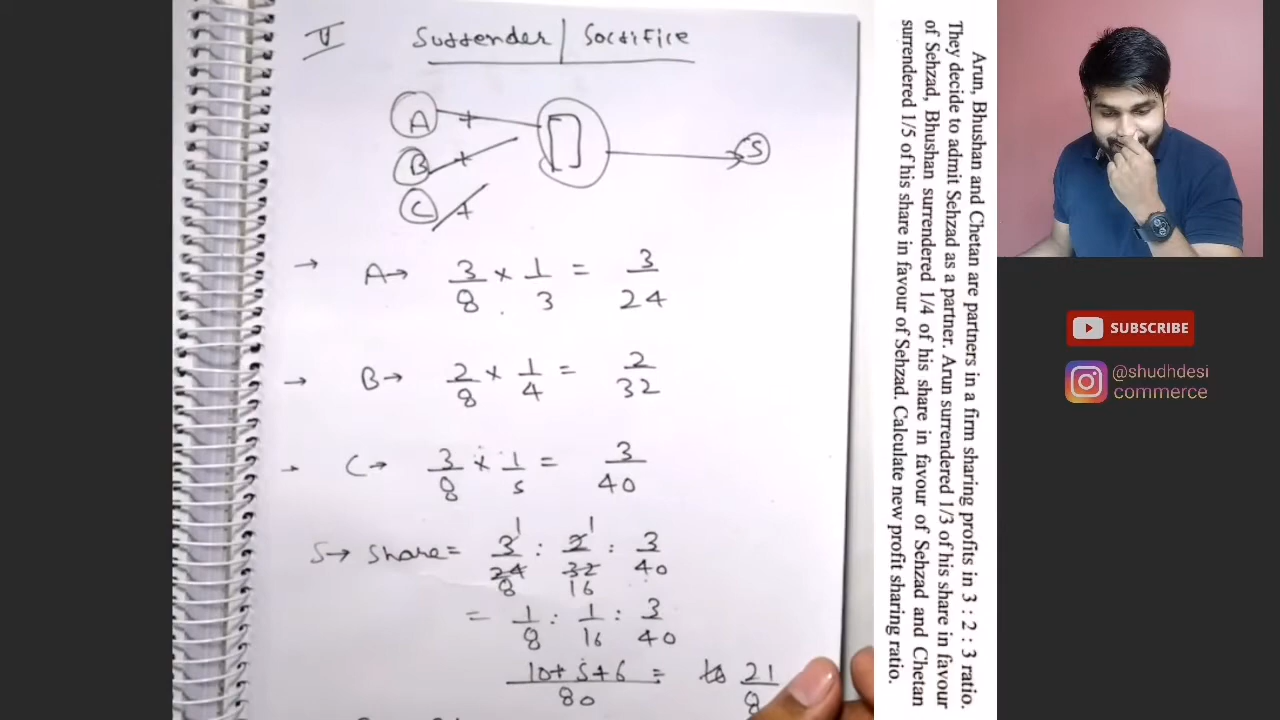 V Surrender / Sacrifice
A
B
C
S
→ A→ 3/8 × 1/3 = 3/24
→ B→ 2/8 × 1/4 = 2/32
→ C→ 3/8 × 1/5 = 3/40
S→ Share = 3/24 1/8 : 2/32 1/16 : 3/40
= 1/8 : 1/16 : 3/40
10+5+6/80 = 21/8
Arun, Bhushan and Chetan are partners in a firm sharing profits in 3 : 2 : 3 ratio.
They decide to admit Sehzad as a partner. Arun surrendered 1/3 of his share in favour
of Sehzad, Bhushan surrendered 1/4 of his share in favour of Sehzad and Chetan
surrendered 1/5 of his share in favour of Sehzad. Calculate new profit sharing ratio.
SUBSCRIBE
@shudhdesi
commerce